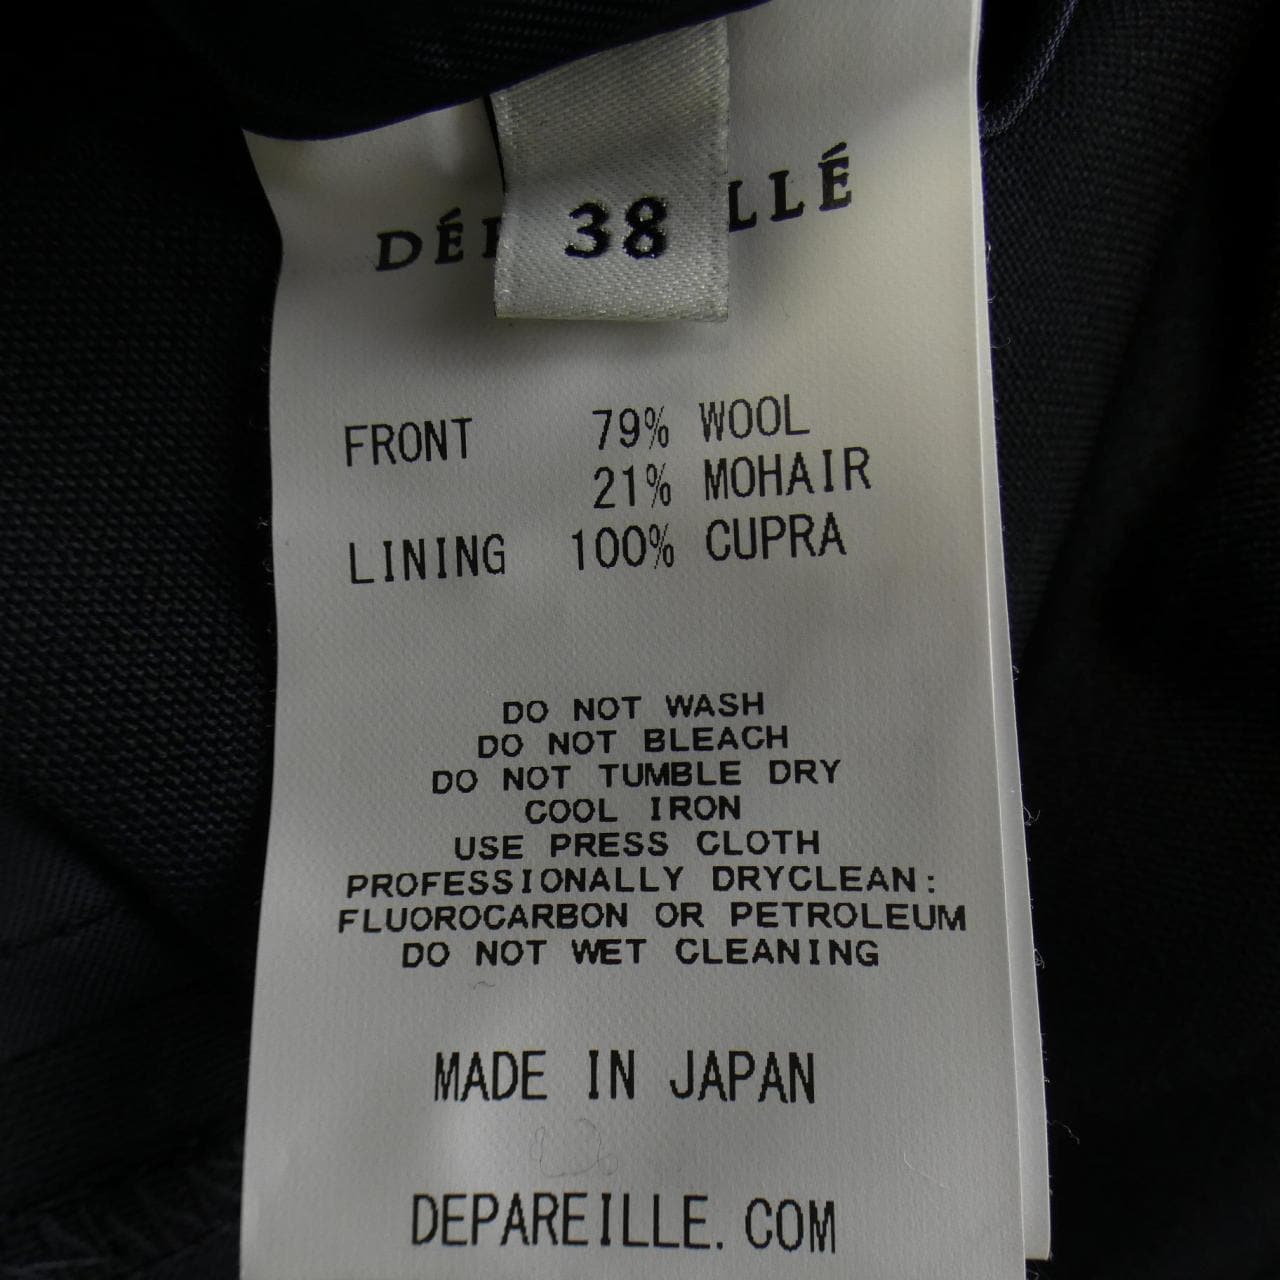 38
FRONT 79% WOOL
21% MOHAIR
LINING 100% CUPRA
DO NOT WASH
DO NOT BLEACH
DO NOT TUMBLE DRY
COOL IRON
USE PRESS CLOTH
PROFESSIONALLY DRYCLEAN:
FLUOROCARBON OR PETROLEUM
DO NOT WET CLEANING
MADE IN JAPAN
DEPAREILLE.COM